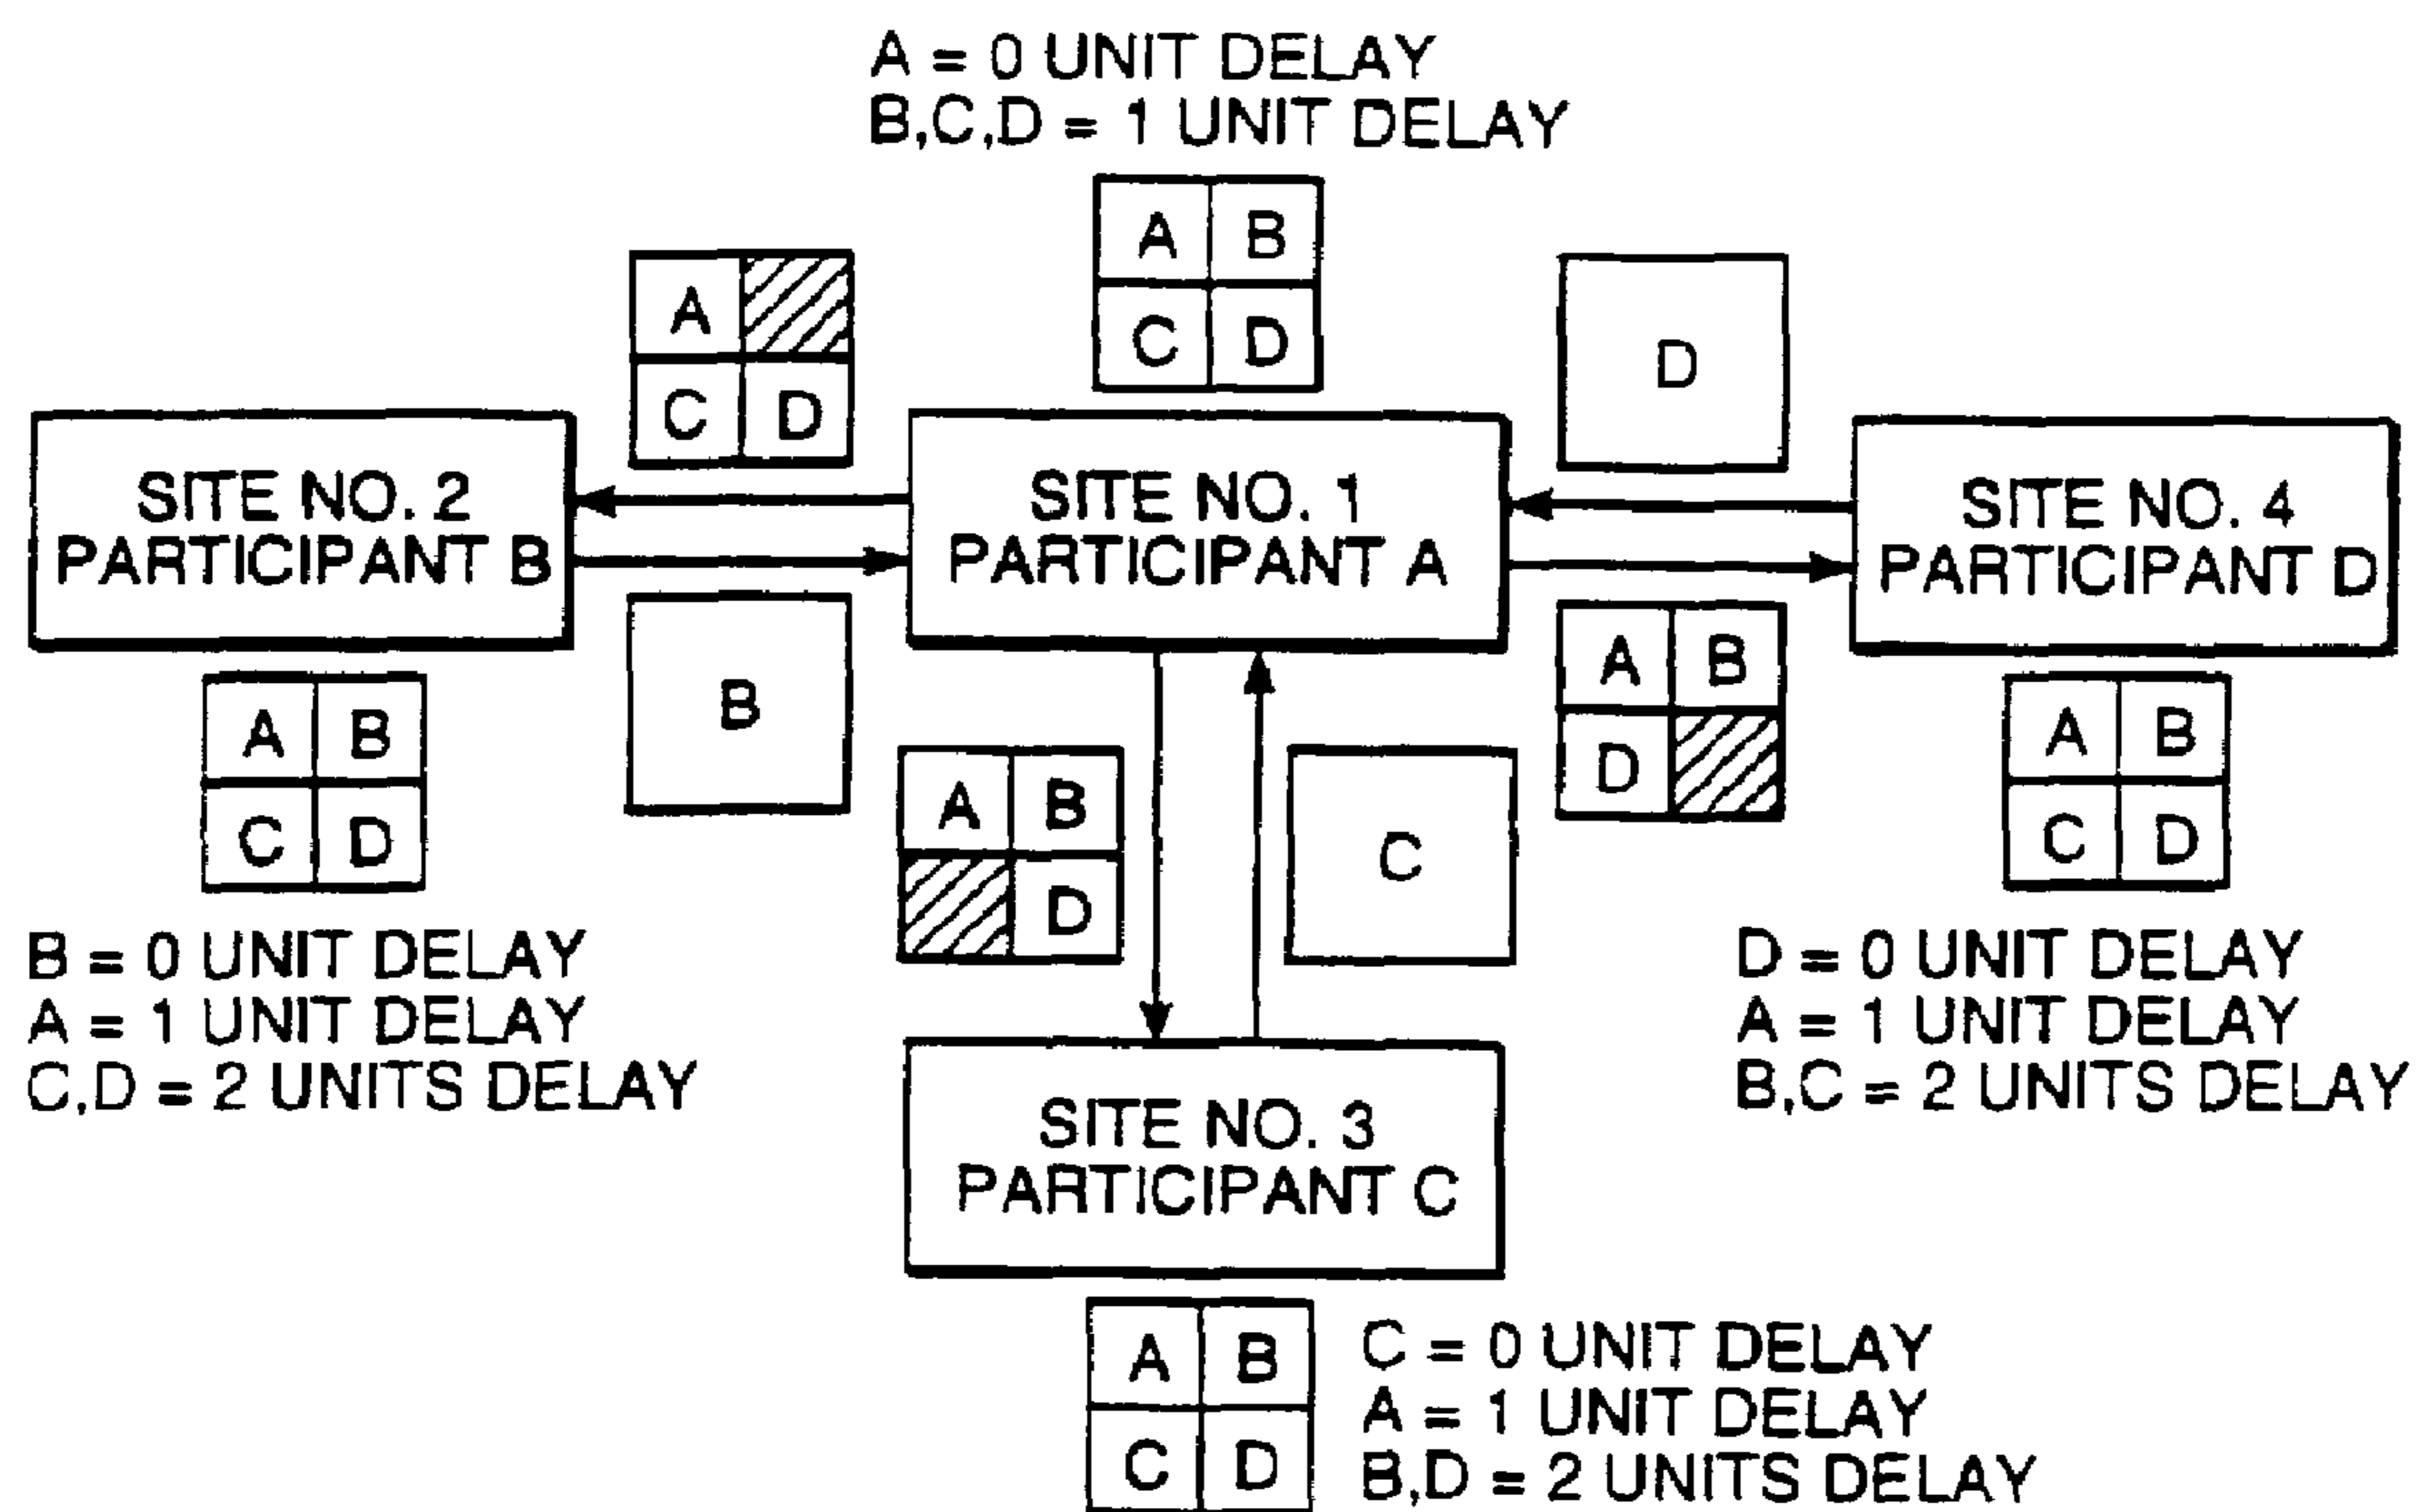 A = 0 UNIT DELAY
B,C,D = 1 UNIT DELAY
A B
C D
A
C D
D
SITE NO. 2
PARTICIPANT B
SITE NO. 1
PARTICIPANT A
SITE NO. 4
PARTICIPANT D
A B
C D
B
A B
D
C
A B
D
A B
C D
B = 0 UNIT DELAY
A = 1 UNIT DELAY
C,D = 2 UNITS DELAY
D = 0 UNIT DELAY
A = 1 UNIT DELAY
B,C = 2 UNITS DELAY
SITE NO. 3
PARTICIPANT C
A B
C D
C = 0 UNIT DELAY
A = 1 UNIT DELAY
B,D = 2 UNITS DELAY